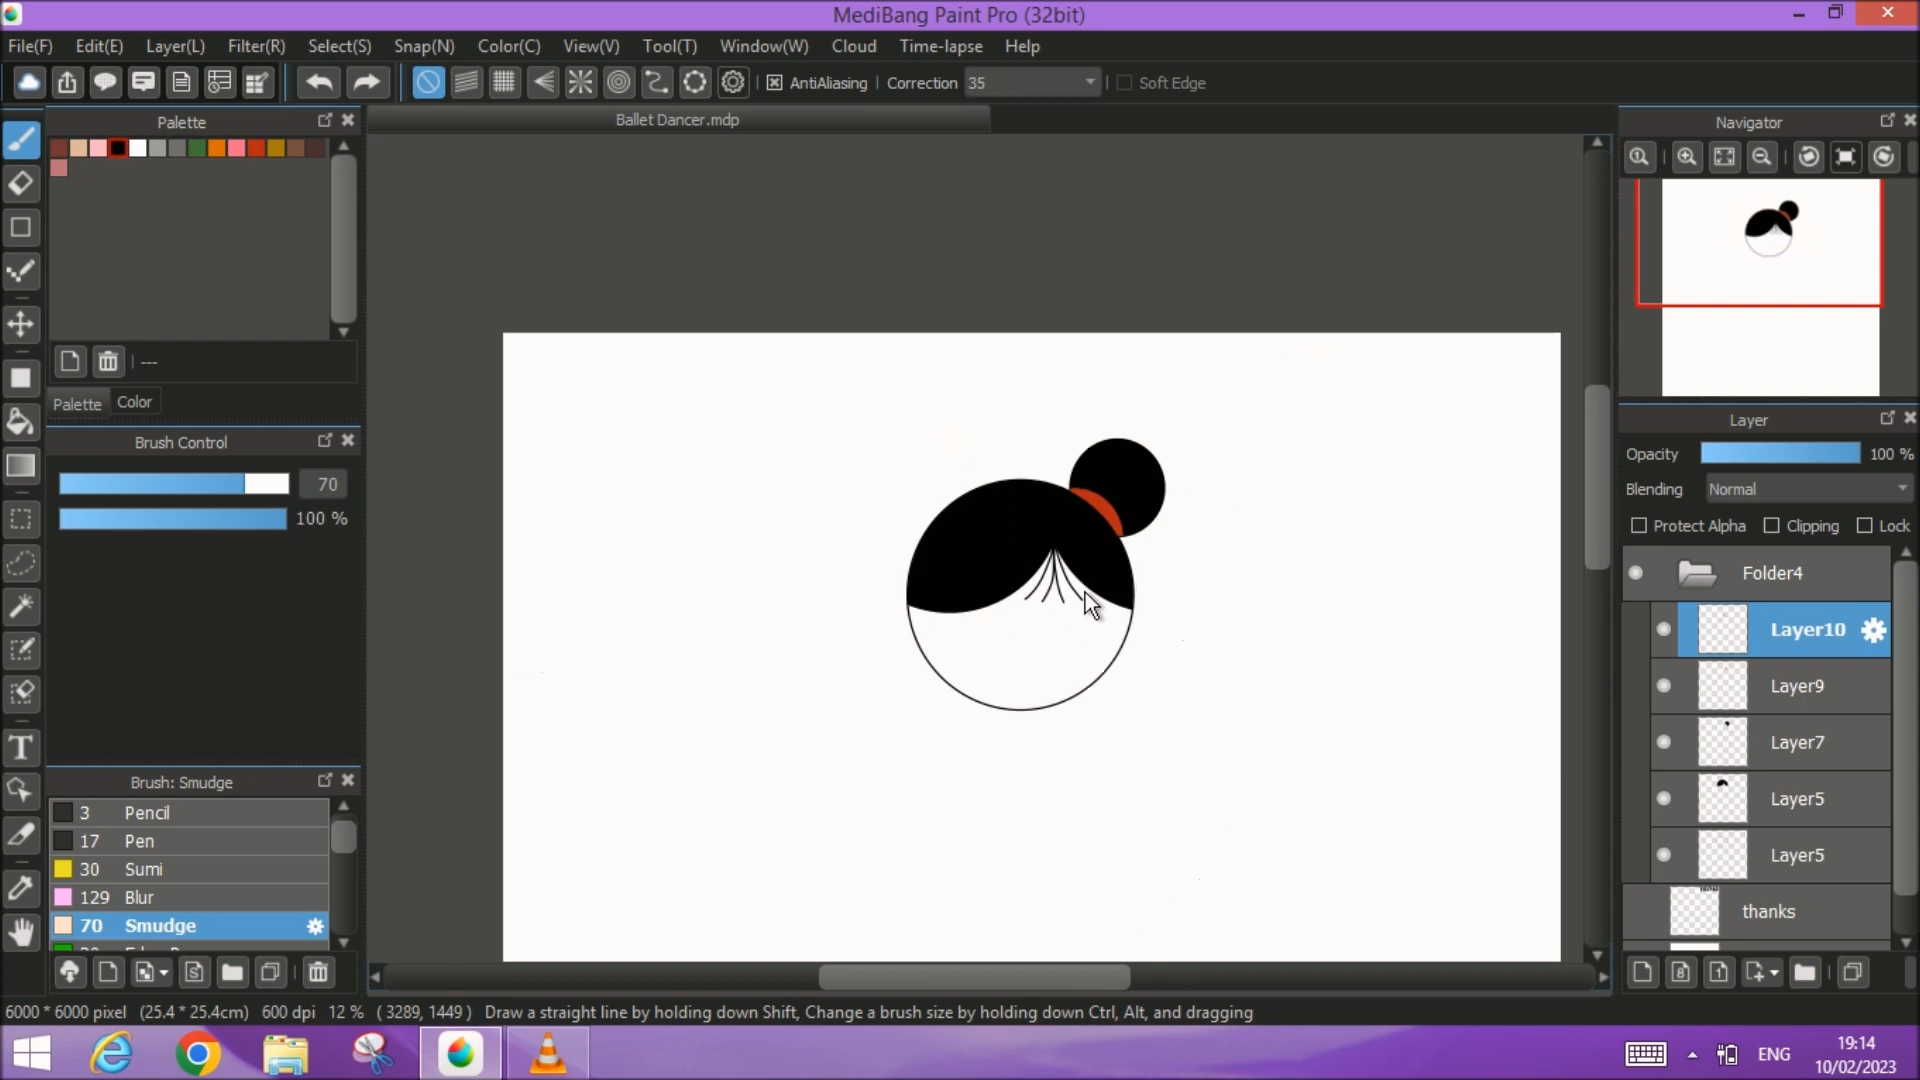 MediBang Paint Pro (32bit)
File(F) Edit(E) Layer(L) Filter(R) Select(S) Snap(N) Color(C) View(V) Tool(T) Window(W) Cloud Time-lapse Help
AntiAliasing Correction 35 Soft Edge
Palette
Ballet Dancer.mdp
Navigator
---
Palette Color
Brush Control
70
100 %
Brush: Smudge
3 Pencil
17 Pen
30 Sumi
129 Blur
70 Smudge
Layer
Opacity 100 %
Blending Normal
Protect Alpha Clipping Lock
Folder4
Layer10
Layer9
Layer7
Layer5
Layer5
thanks
6000 * 6000 pixel (25.4 * 25.4cm) 600 dpi 12 % ( 3289, 1449 ) Draw a straight line by holding down Shift, Change a brush size by holding down Ctrl, Alt, and dragging
ENG
19:14
10/02/2023